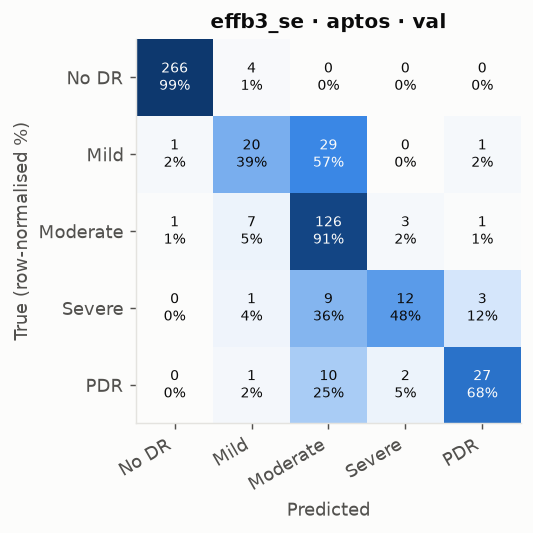 effb3_se · aptos · val
True (row-normalised %)
No DR
266 4 0 0 0
99% 1% 0% 0% 0%
Mild
1 20 29 0 1
2% 39% 57% 0% 2%
Moderate
1 7 126 3 1
1% 5% 91% 2% 1%
Severe
0 1 9 12 3
0% 4% 36% 48% 12%
PDR
0 1 10 2 27
0% 2% 25% 5% 68%
No DR Mild Moderate Severe PDR
Predicted